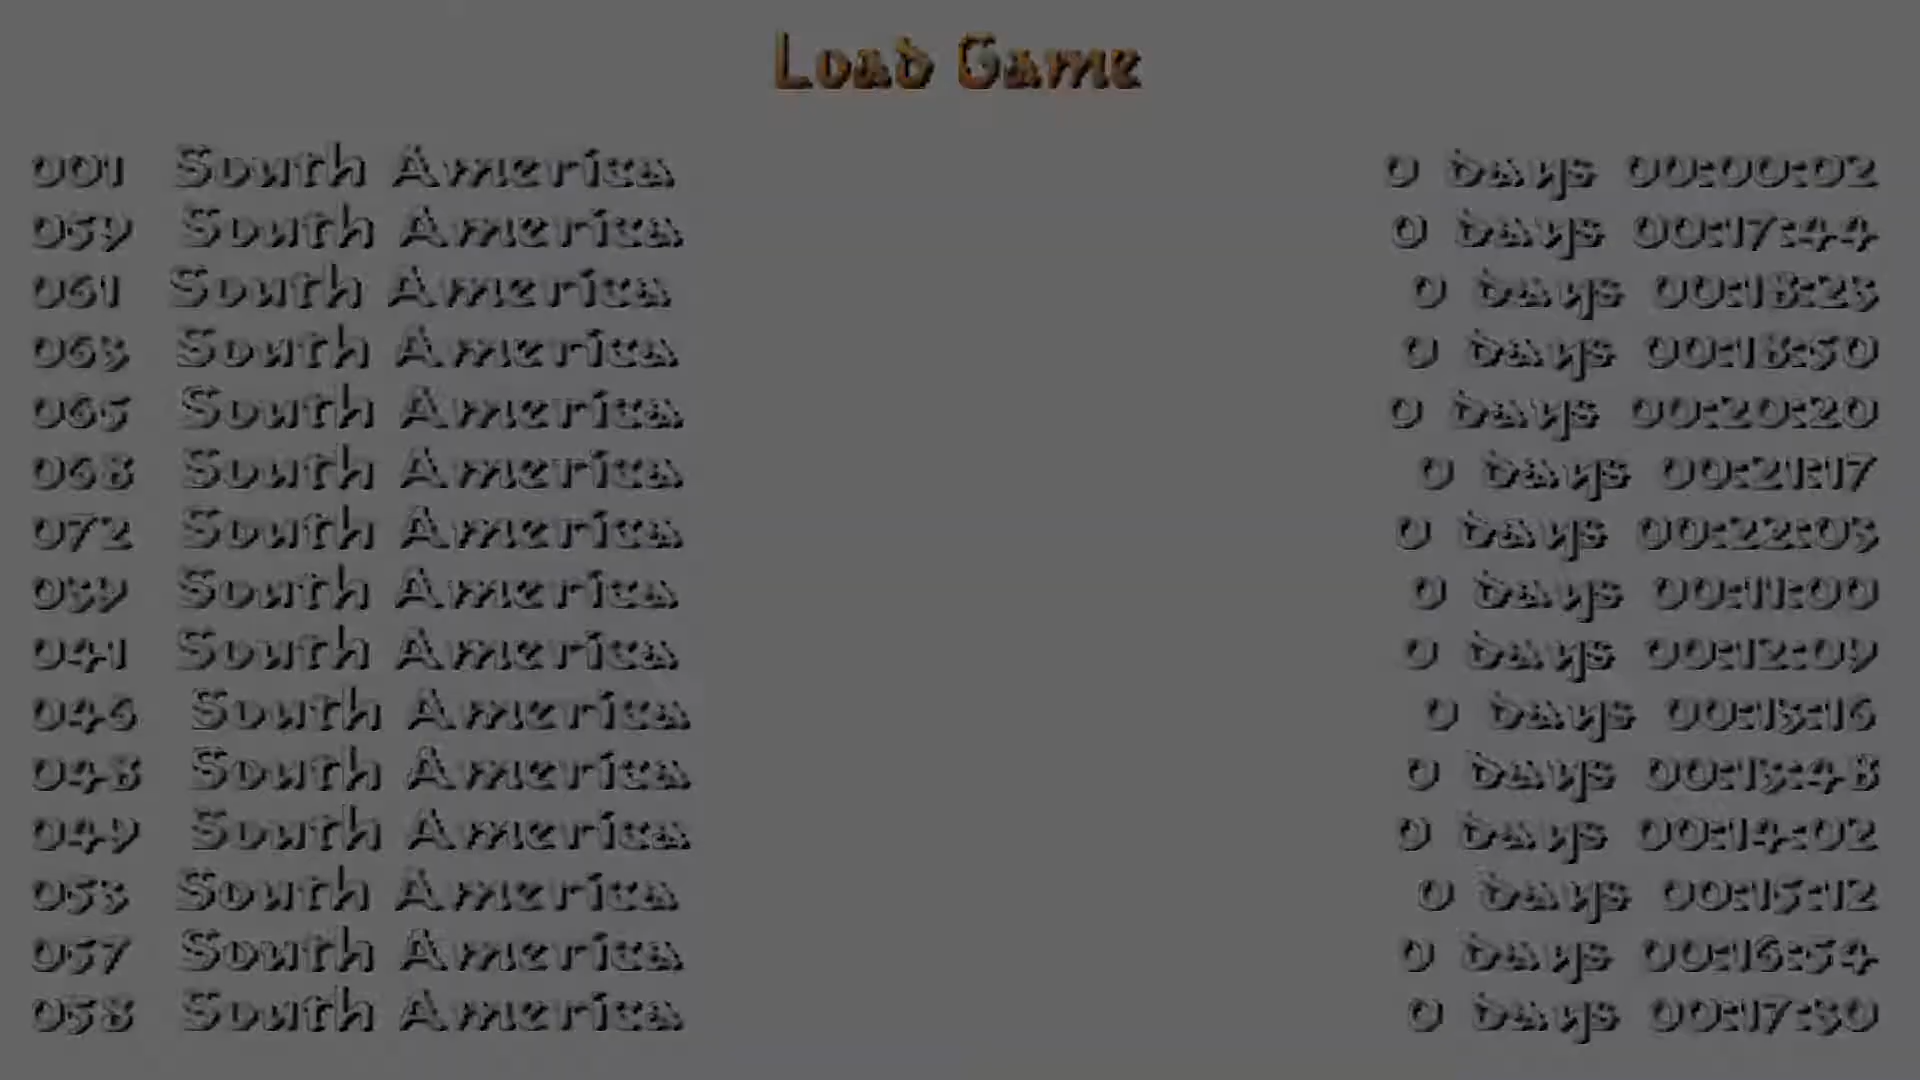 Load Game
001 South America 0 days 00:00:02
059 South America 0 days 00:17:44
061 South America 0 days 00:18:23
063 South America 0 days 00:18:50
065 South America 0 days 00:20:20
068 South America 0 days 00:21:17
072 South America 0 days 00:22:03
039 South America 0 days 00:11:00
041 South America 0 days 00:12:09
046 South America 0 days 00:13:16
048 South America 0 days 00:13:48
049 South America 0 days 00:14:02
053 South America 0 days 00:15:12
057 South America 0 days 00:16:54
058 South America 0 days 00:17:30